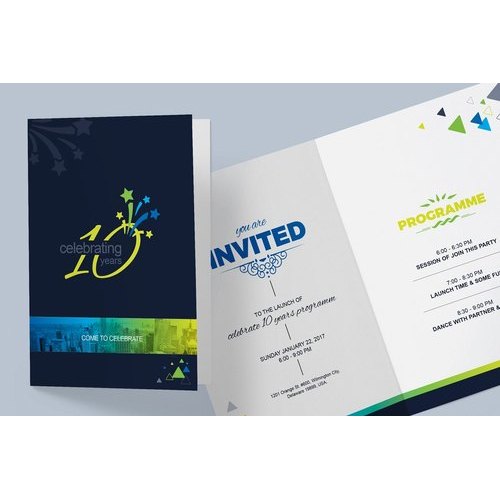 celebrating
10
years
COME TO CELEBRATE
you are
INVITED
TO THE LAUNCH OF
celebrate 10 years programme
SUNDAY JANUARY 22, 2017
6:00 - 9:00 PM
1201 Orange St. #600, Wilmington City,
Delaware 19899, USA.
PROGRAMME
6:00 - 6:30 PM
SESSION OF JOIN THIS PARTY
7:00 - 8:30 PM
LAUNCH TIME & SOME FU
8:30 - 9:00 PM
DANCE WITH PARTNER &